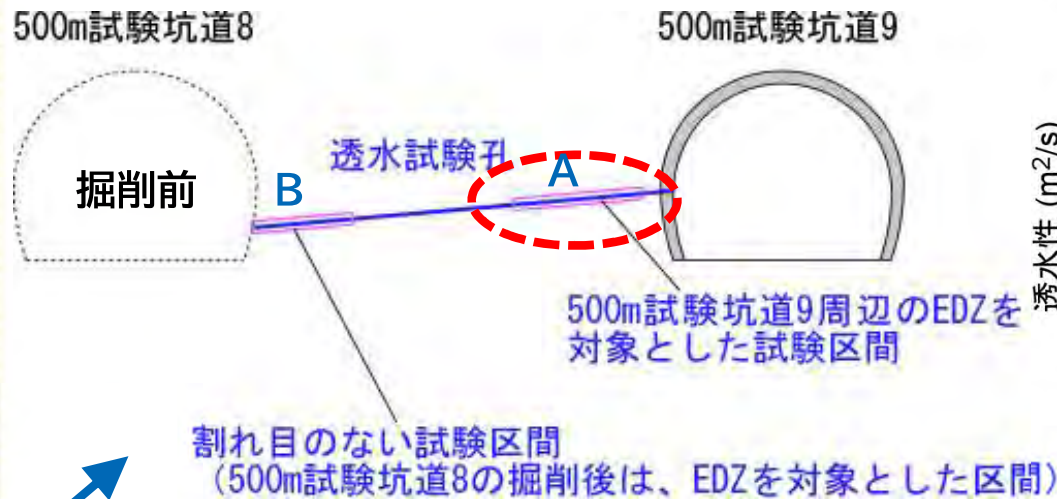 500m試験坑道8
500m試験坑道9
掘削前
透水試験孔
A
B
透水性 (m²/s)
500m試験坑道9周辺のEDZを
対象とした試験区間
割れ目のない試験区間
(500m試験坑道8の掘削後は、EDZを対象とした区間)